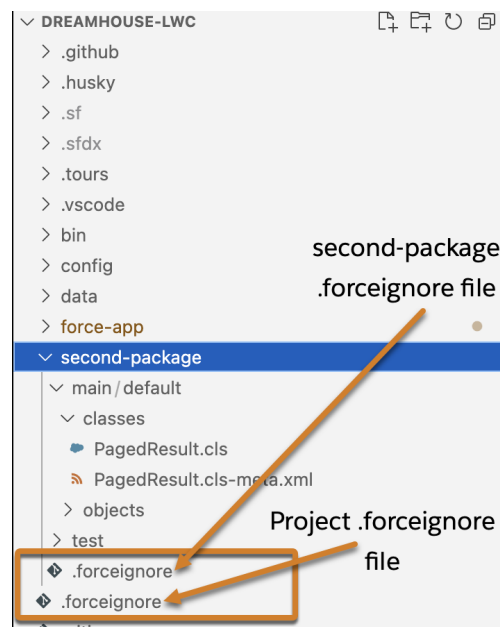 DREAMHOUSE-LWC
.github
.husky
.sf
.sfdx
.tours
.vscode
bin
config
data
force-app
second-package
main/default
classes
PagedResult.cls
PagedResult.cls-meta.xml
objects
test
.forceignore
.forceignore
second-package
.forceignore file
Project .forceignore
file